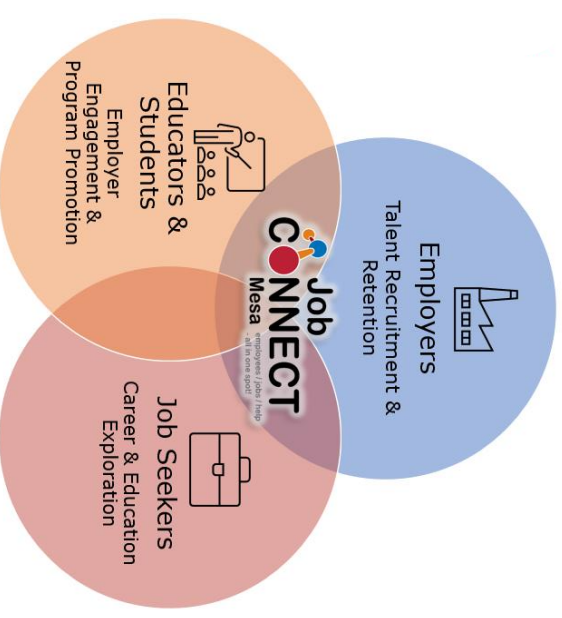 Employers
Talent Recruitment &
Retention
Job
CONNECT
Mesa
employees / jobs / help
- all in one spot!
Educators &
Students
Employer
Engagement &
Program Promotion
Job Seekers
Career & Education
Exploration